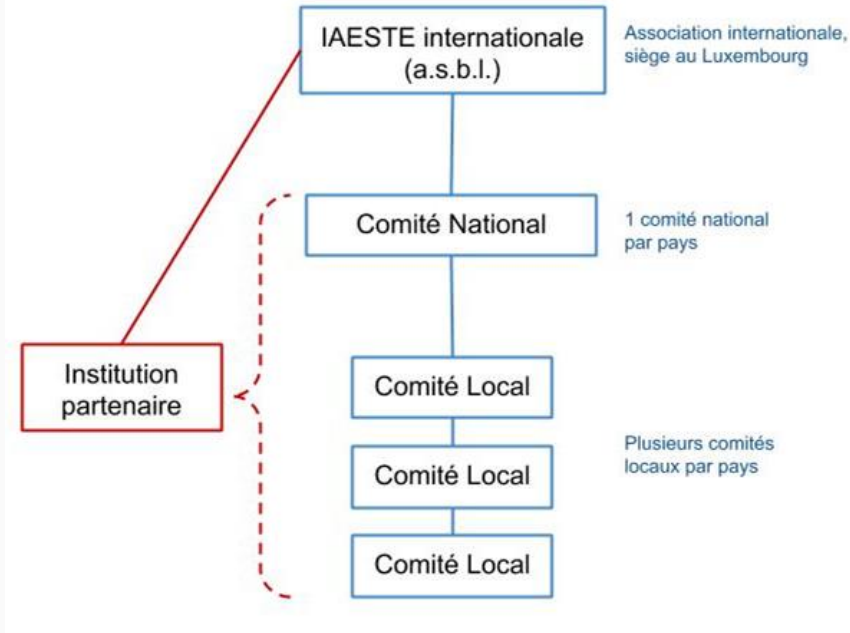 IAESTE internationale
(a.s.b.l.)
Association internationale,
siège au Luxembourg
Comité National
1 comité national
par pays
Institution
partenaire
Comité Local
Comité Local
Comité Local
Plusieurs comités
locaux par pays